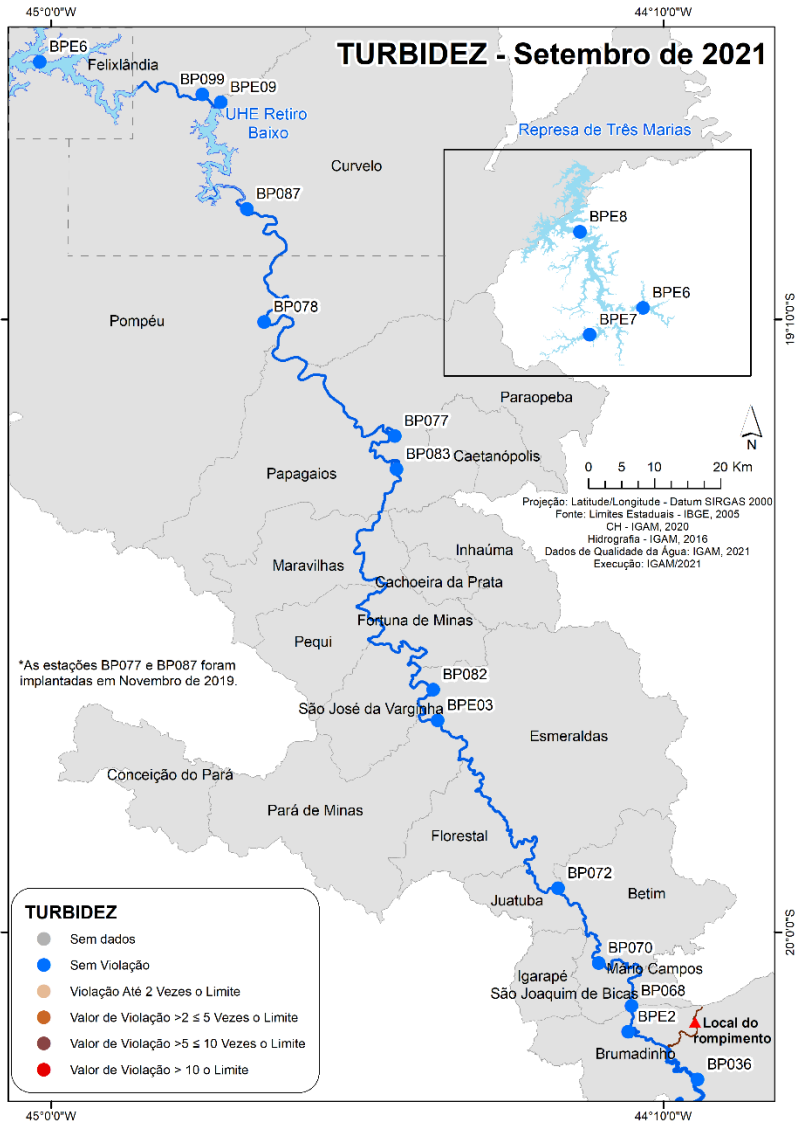 45°0'0"W
44°10'0"W
TURBIDEZ - Setembro de 2021
BPE6
Felixlândia
BP099
BPE09
UHE Retiro
Baixo
Represa de Três Marias
Curvelo
BP087
BPE8
BPE6
BPE7
BP078
Pompéu
19°10'0"S
Paraopeba
BP077
Caetanópolis
BP083
Papagaios
N
0 5 10 20 Km
Projeção: Latitude/Longitude - Datum SIRGAS 2000
Fonte: Limites Estaduais - IBGE, 2005
CH - IGAM, 2020
Hidrografia - IGAM, 2016
Dados de Qualidade da Água: IGAM, 2021
Execução: IGAM/2021
Inhaúma
Maravilhas
Cachoeira da Prata
Fortuna de Minas
Pequi
*As estações BP077 e BP087 foram
implantadas em Novembro de 2019.
BP082
São José da Varginha
BPE03
Esmeraldas
Conceição do Pará
Pará de Minas
Florestal
BP072
Betim
Juatuba
20°0'0"S
BP070
Mário Campos
Igarapé
São Joaquim de Bicas
BP068
BPE2
Local do
rompimento
Brumadinho
BP036
TURBIDEZ
Sem dados
Sem Violação
Violação Até 2 Vezes o Limite
Valor de Violação >2 ≤ 5 Vezes o Limite
Valor de Violação >5 ≤ 10 Vezes o Limite
Valor de Violação > 10 o Limite
45°0'0"W
44°10'0"W